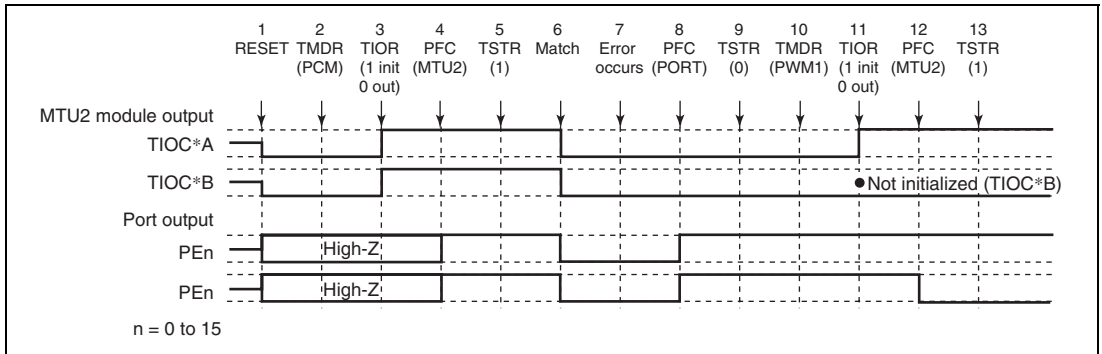 1 2 3 4 5 6 7 8 9 10 11 12 13
RESET TMDR TIOR PFC TSTR Match Error PFC TSTR TMDR TIOR PFC TSTR
(PCM) (1 init (MTU2) (1) occurs (PORT) (0) (PWM1) (1 init (MTU2) (1)
0 out) 0 out)
MTU2 module output
TIOC*A
TIOC*B
●Not initialized (TIOC*B)
Port output
PEn
High-Z
PEn
High-Z
n = 0 to 15